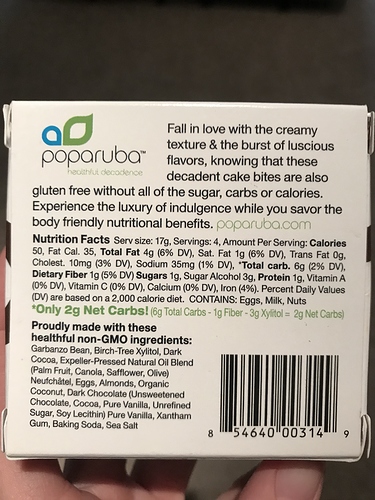 poparuba™
healthful decadence
Fall in love with the creamy
texture & the burst of luscious
flavors, knowing that these
decadent cake bites are also
gluten free without all of the sugar, carbs or calories.
Experience the luxury of indulgence while you savor the
body friendly nutritional benefits. poparuba.com
Nutrition Facts Serv size: 17g, Servings: 4, Amount Per Serving: Calories
50, Fat Cal. 35, Total Fat 4g (6% DV), Sat. Fat 1g (6% DV), Trans Fat 0g,
Cholest. 10mg (3% DV), Sodium 35mg (1% DV), *Total carb. 6g (2% DV),
Dietary Fiber 1g (5% DV) Sugars 1g, Sugar Alcohol 3g, Protein 1g, Vitamin A
(0% DV), Vitamin C (0% DV), Calcium (0% DV), Iron (4%). Percent Daily Values
(DV) are based on a 2,000 calorie diet. CONTAINS: Eggs, Milk, Nuts
*Only 2g Net Carbs! (6g Total Carbs - 1g Fiber - 3g Xylitol = 2g Net Carbs)
Proudly made with these
healthful non-GMO ingredients:
Garbanzo Bean, Birch-Tree Xylitol, Dark
Cocoa, Expeller-Pressed Natural Oil Blend
(Palm Fruit, Canola, Safflower, Olive)
Neufchâtel, Eggs, Almonds, Organic
Coconut, Dark Chocolate (Unsweetened
Chocolate, Cocoa, Pure Vanilla, Unrefined
Sugar, Soy Lecithin) Pure Vanilla, Xantham
Gum, Baking Soda, Sea Salt
8 54640 00314 9